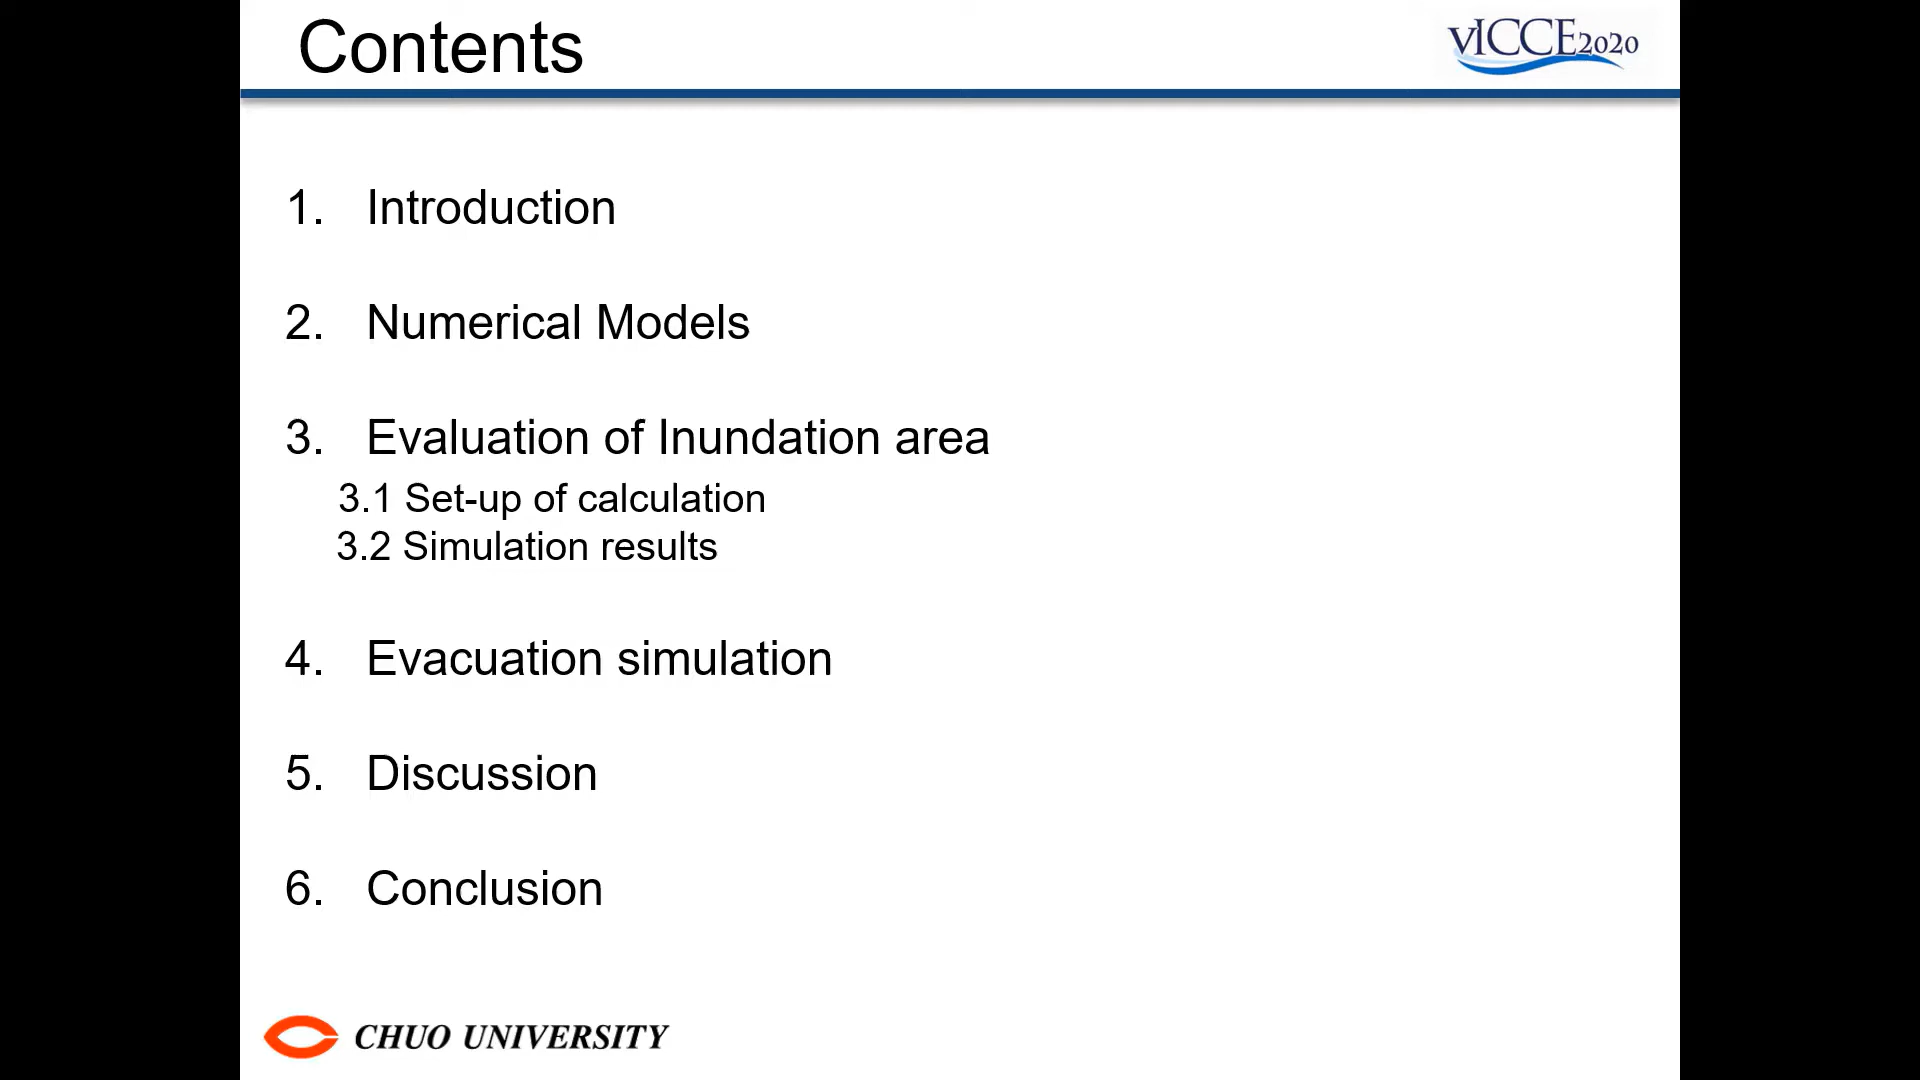 Contents
vICCE2020
1. Introduction
2. Numerical Models
3. Evaluation of Inundation area
3.1 Set-up of calculation
3.2 Simulation results
4. Evacuation simulation
5. Discussion
6. Conclusion
CHUO UNIVERSITY